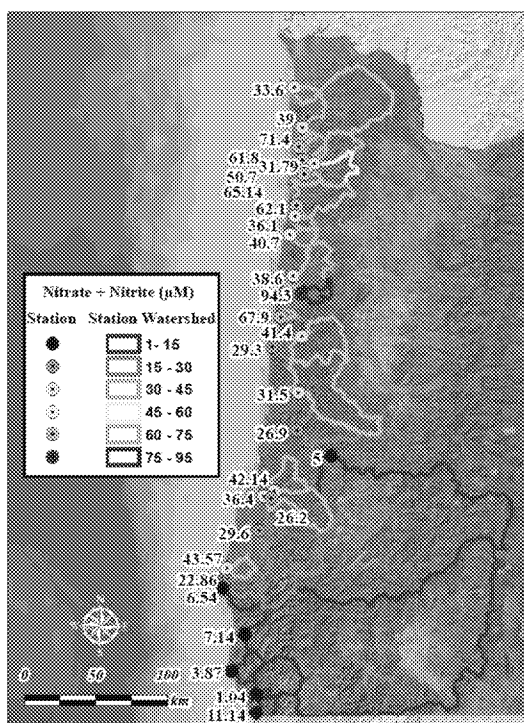 33.6
39
71.4
61.8
31.79
50.7
65.14
62.1
36.1
40.7
38.6
94.3
67.9
41.4
29.3
31.5
26.9
5
42.14
36.4
26.2
29.6
43.57
22.86
6.54
7.14
3.87
1.04
11.14
Nitrate + Nitrite (µM)
Station Station Watershed
1 - 15
15 - 30
30 - 45
45 - 60
60 - 75
75 - 95
N
0 50 100
km